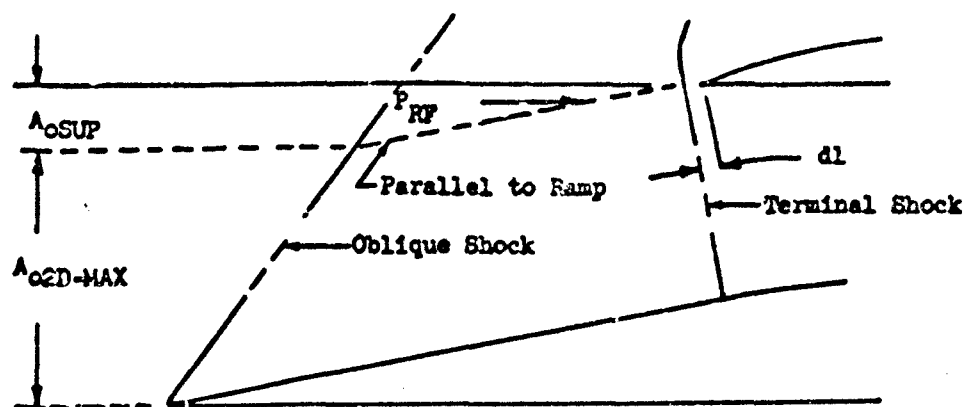 P_RF
A_oSUP
dl
Parallel to Ramp
Terminal Shock
Oblique Shock
A_o2D-MAX